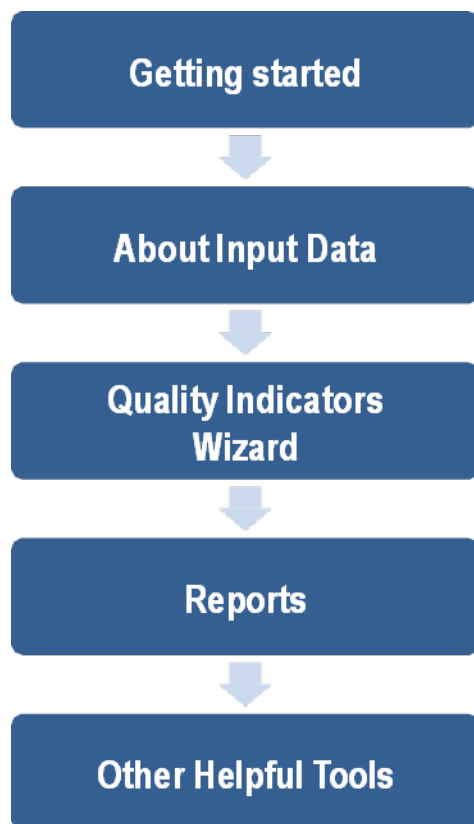 Getting started
About Input Data
Quality Indicators
Wizard
Reports
Other Helpful Tools